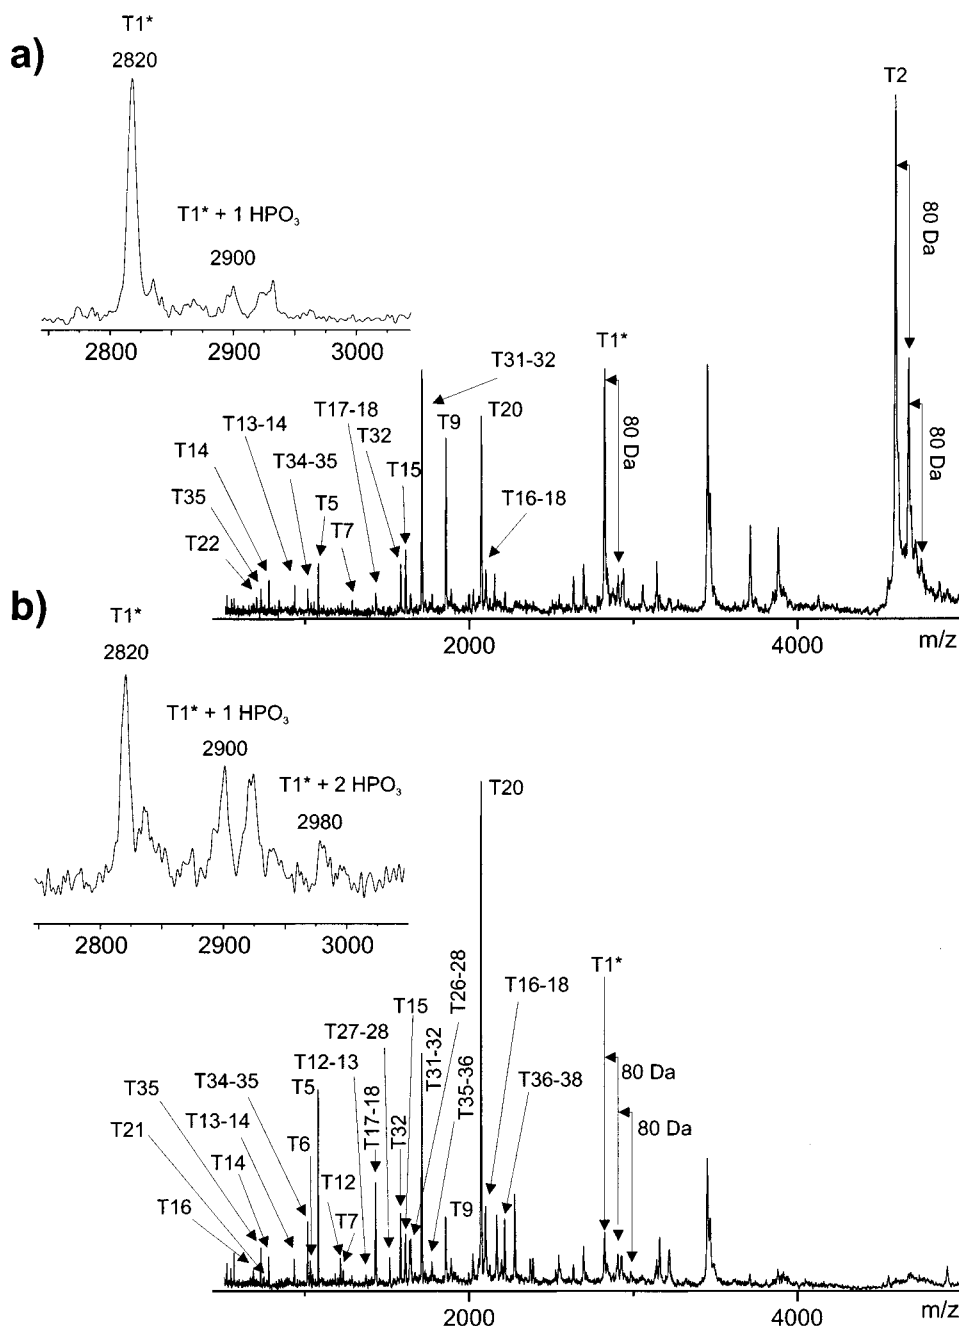 a)
T1*
2820
T1* + 1 HPO₃
2900
2800
2900
3000
T2
80 Da
80 Da
T1*
80 Da
T31-32
T17-18
T9
T20
T13-14
T32
T14
T34-35
T15
T35
T5
T16-18
T22
T7
2000
4000
m/z
b)
T1*
2820
T1* + 1 HPO₃
2900
T1* + 2 HPO₃
2980
2800
2900
3000
T20
T1*
T26-28
T16-18
T15
T27-28
T31-32
T12-13
T35-36
T36-38
80 Da
80 Da
T34-35
T5
T35
T17-18
T13-14
T32
T21
T6
T14
T12
T9
T16
T7
2000
4000
m/z